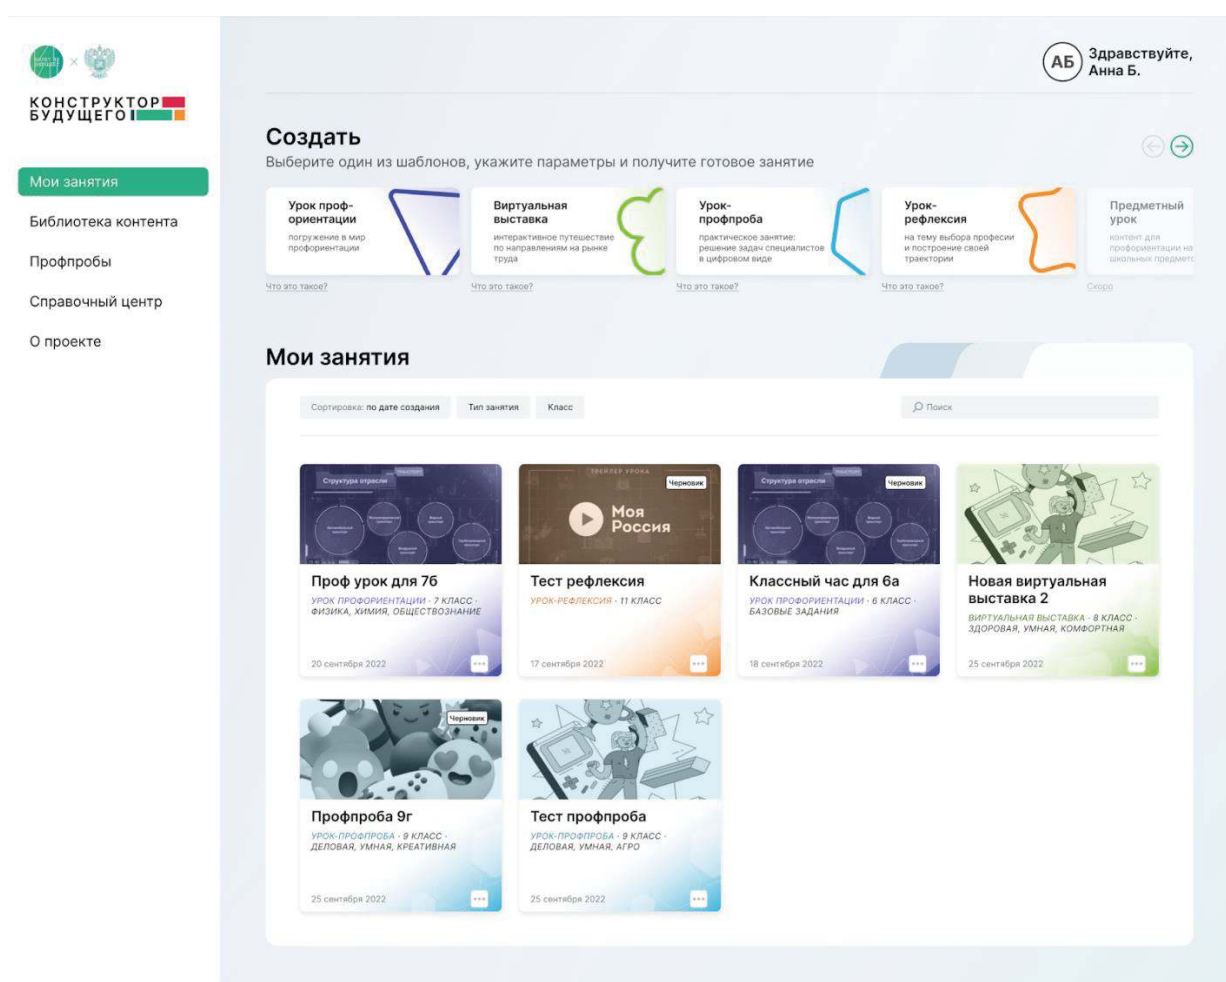 КОНСТРУКТОР
БУДУЩЕГО
АБ
Здравствуйте,
Анна Б.
Мои занятия
Библиотека контента
Профпробы
Справочный центр
О проекте
Создать
Выберите один из шаблонов, укажите параметры и получите готовое занятие
Урок проф-
ориентации
погружение в мир
профориентации
Что это такое?
Виртуальная
выставка
интерактивное путешествие
по направлениям на рынке
труда
Что это такое?
Урок-
профпроба
практическое занятие:
решение задач специалистов
в цифровом виде
Что это такое?
Урок-
рефлексия
на тему выбора професии
и построение своей
траектории
Что это такое?
Предметный
урок
контент для
профориентации на
школьных предмето
Скоро
Мои занятия
Сортировка: по дате создания
Тип занятия
Класс
Поиск
Структура отрасли
Проф урок для 7б
УРОК ПРОФОРИЕНТАЦИИ · 7 КЛАСС ·
ФИЗИКА, ХИМИЯ, ОБЩЕСТВОЗНАНИЕ
20 сентября 2022
ТРЕЙЛЕР УРОКА
Черновик
Моя
Россия
Тест рефлексия
УРОК-РЕФЛЕКСИЯ · 11 КЛАСС
17 сентября 2022
Структура отрасли
Черновик
Классный час для 6а
УРОК ПРОФОРИЕНТАЦИИ · 6 КЛАСС ·
БАЗОВЫЕ ЗАДАНИЯ
18 сентября 2022
Новая виртуальная
выставка 2
ВИРТУАЛЬНАЯ ВЫСТАВКА · 8 КЛАСС ·
ЗДОРОВАЯ, УМНАЯ, КОМФОРТНАЯ
25 сентября 2022
Черновик
Профпроба 9г
УРОК-ПРОФПРОБА · 9 КЛАСС ·
ДЕЛОВАЯ, УМНАЯ, КРЕАТИВНАЯ
25 сентября 2022
Тест профпроба
УРОК-ПРОФПРОБА · 9 КЛАСС ·
ДЕЛОВАЯ, УМНАЯ, АГРО
25 сентября 2022